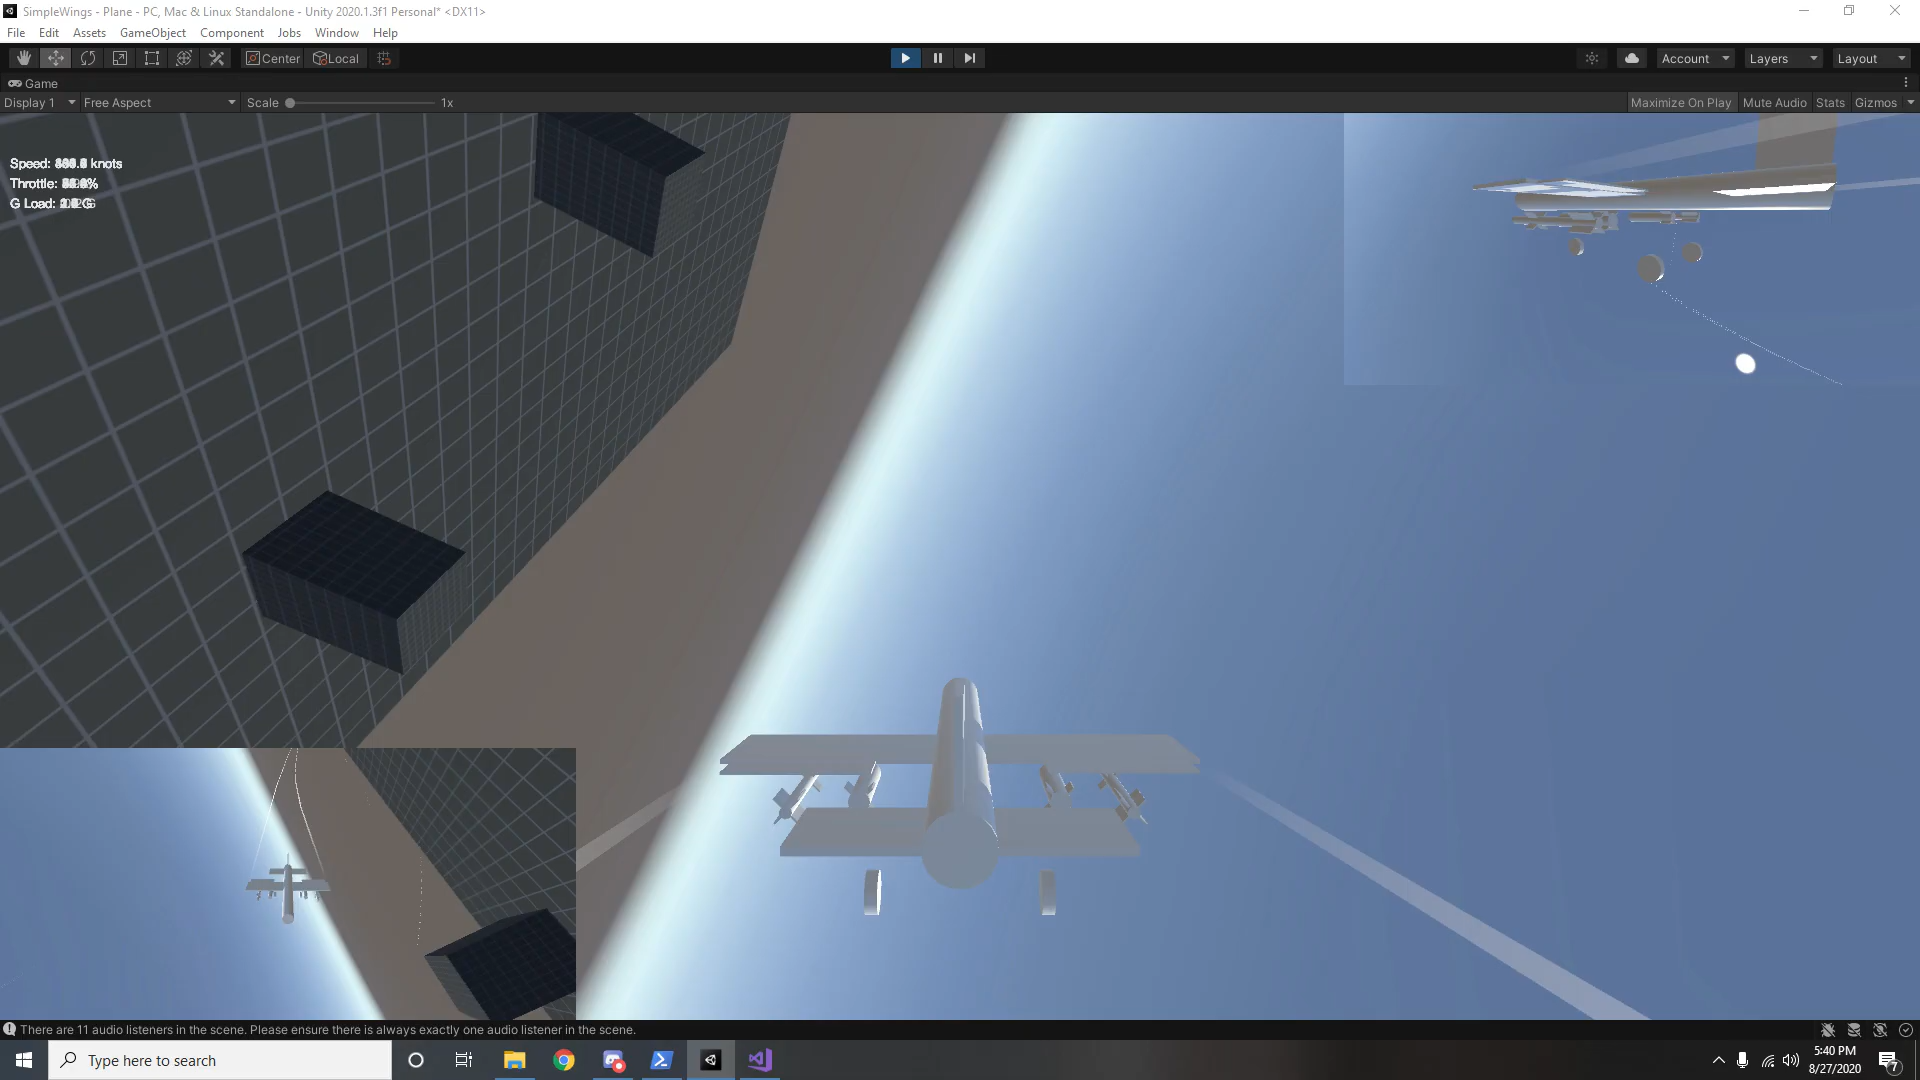 SimpleWings - Plane - PC, Mac & Linux Standalone - Unity 2020.1.3f1 Personal* <DX11>
File Edit Assets GameObject Component Jobs Window Help
Center Local Account Layers Layout
Game
Display 1 Free Aspect Scale 1x Maximize On Play Mute Audio Stats Gizmos
Speed: knots
Throttle: %
G Load: G
There are 11 audio listeners in the scene. Please ensure there is always exactly one audio listener in the scene.
Type here to search
5:40 PM
8/27/2020
7